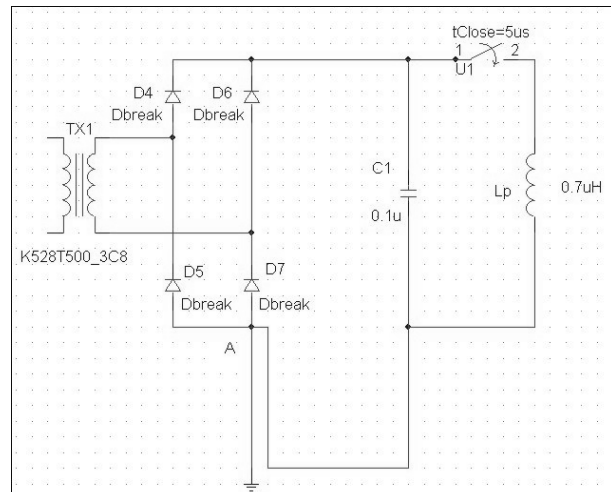 tClose=5us
1 2
U1
D4
Dbreak
D6
Dbreak
TX1
C1
0.1u
Lp
0.7uH
K528T500_3C8
D5
Dbreak
D7
Dbreak
A